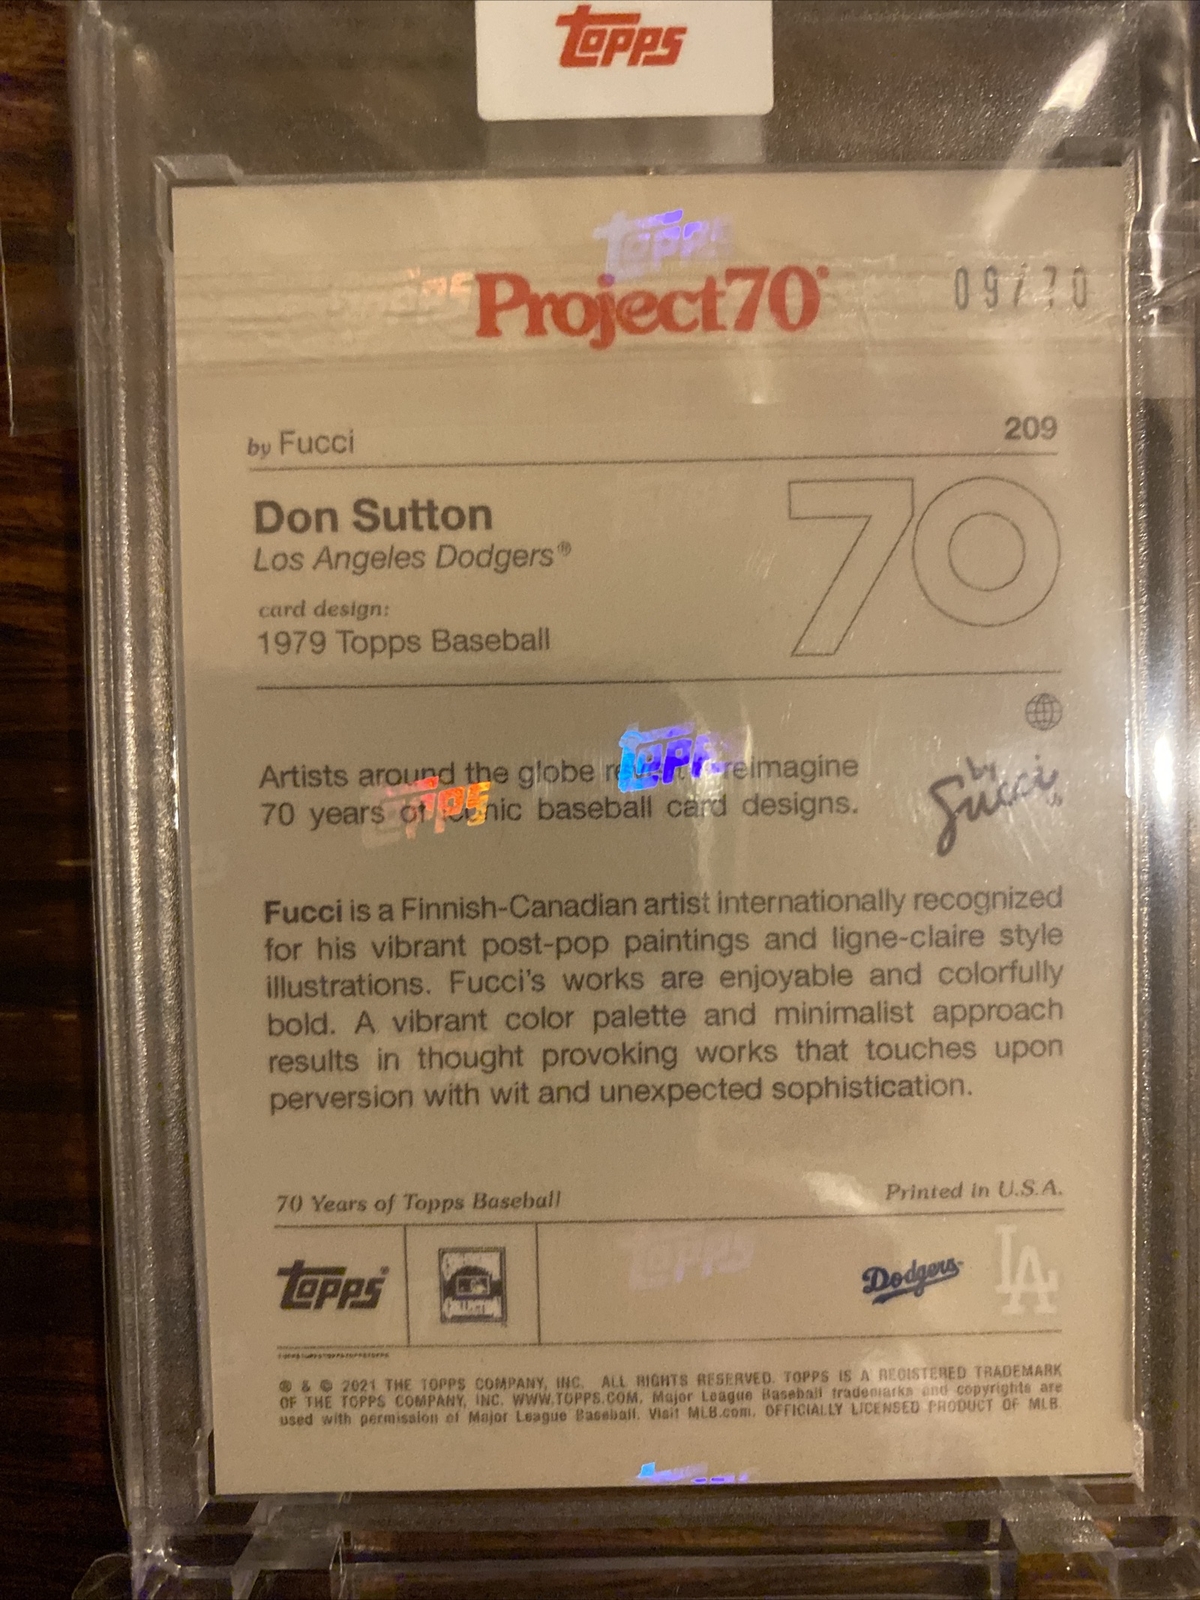 Topps
Topps
Project70
09/70
by Fucci
209
Don Sutton
Los Angeles Dodgers®
70
card design:
1979 Topps Baseball
Artists around the globe reimagine
70 years of iconic baseball card designs.
by
Fucci
Fucci is a Finnish-Canadian artist internationally recognized
for his vibrant post-pop paintings and ligne-claire style
illustrations. Fucci's works are enjoyable and colorfully
bold. A vibrant color palette and minimalist approach
results in thought provoking works that touches upon
perversion with wit and unexpected sophistication.
70 Years of Topps Baseball
Printed in U.S.A.
Topps®
Dodgers
LA
® & © 2021 THE TOPPS COMPANY, INC. ALL RIGHTS RESERVED. TOPPS IS A REGISTERED TRADEMARK
OF THE TOPPS COMPANY, INC. WWW.TOPPS.COM. Major League Baseball trademarks and copyrights are
used with permission of Major League Baseball. Visit MLB.com. OFFICIALLY LICENSED PRODUCT OF MLB.